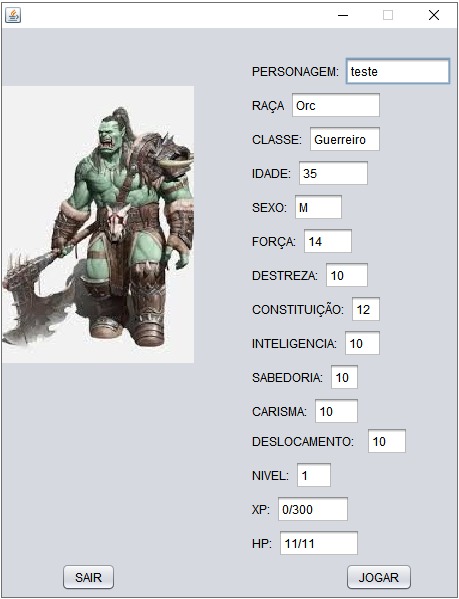 PERSONAGEM: teste
RAÇA Orc
CLASSE: Guerreiro
IDADE: 35
SEXO: M
FORÇA: 14
DESTREZA: 10
CONSTITUIÇÃO: 12
INTELIGENCIA: 10
SABEDORIA: 10
CARISMA: 10
DESLOCAMENTO: 10
NIVEL: 1
XP: 0/300
HP: 11/11
SAIR JOGAR